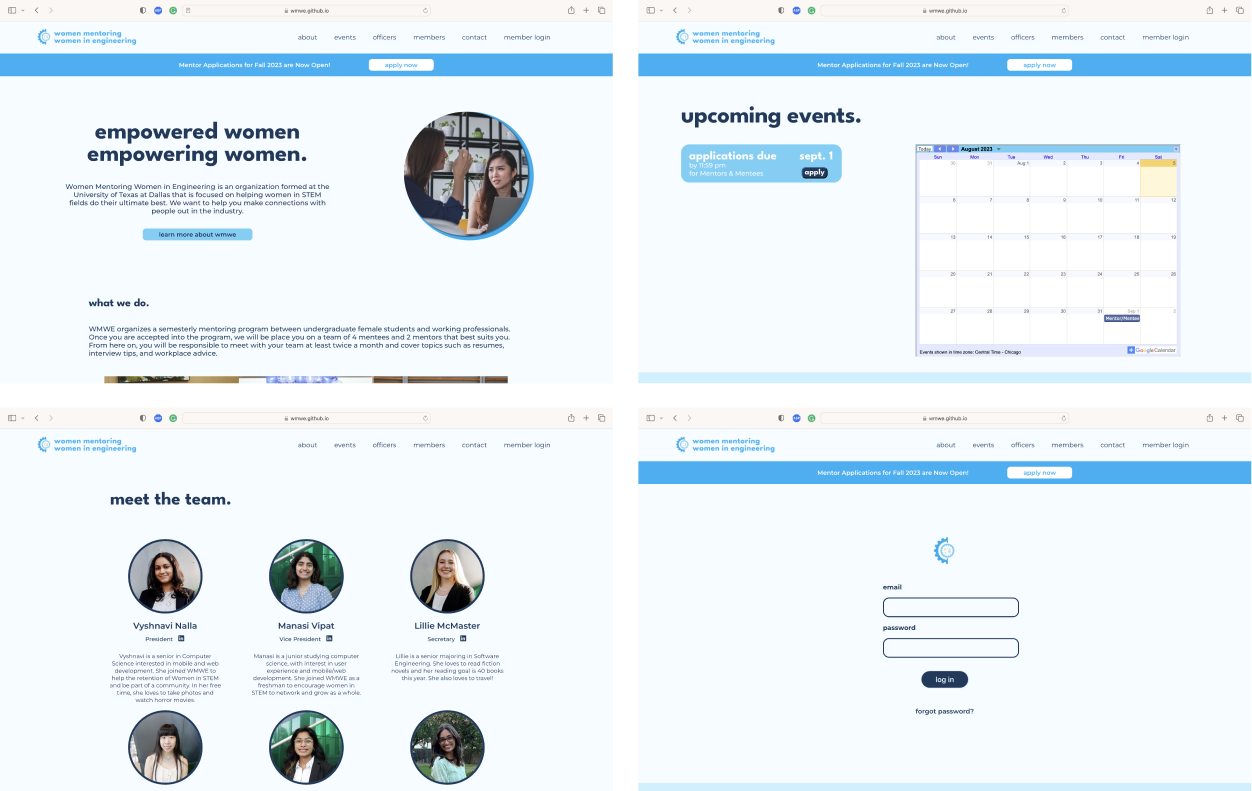 wmwe.github.io
women mentoring
women in engineering
about events officers members contact member login
Mentor Applications for Fall 2023 are Now Open! apply now
empowered women
empowering women.
Women Mentoring Women in Engineering is an organization formed at the
University of Texas at Dallas that is focused on helping women in STEM
fields do their ultimate best. We want to help you make connections with
people out in the industry.
learn more about wmwe
what we do.
WMWE organizes a semesterly mentoring program between undergraduate female students and working professionals.
Once you are accepted into the program, we will be place you on a team of 4 mentees and 2 mentors that best suits you.
From here on, you will be responsible to meet with your team at least twice a month and cover topics such as resumes,
interview tips, and workplace advice.
wmwe.github.io
women mentoring
women in engineering
about events officers members contact member login
Mentor Applications for Fall 2023 are Now Open! apply now
upcoming events.
applications due sept. 1
by 11:59 pm
for Mentors & Mentees apply
Today August 2023
Sun Mon Tue Wed Thu Fri Sat
30 31 Aug 1 2 3 4 5
6 7 8 9 10 11 12
13 14 15 16 17 18 19
20 21 22 23 24 25 26
27 28 29 30 31 Sep 1 2
Events shown in time zone: Central Time - Chicago
Google Calendar
wmwe.github.io
women mentoring
women in engineering
about events officers members contact member login
meet the team.
Vyshnavi Nalla
President
Vyshnavi is a senior in Computer
Science interested in mobile and web
development. She joined WMWE to
help the retention of Women in STEM
and be part of a community. In her free
time, she loves to take photos and
watch horror movies.
Manasi Vipat
Vice President
Manasi is a junior studying computer
science, with interest in user
experience and mobile/web
development. She joined WMWE as a
freshman to encourage women in
STEM to network and grow as a whole.
Lillie McMaster
Secretary
Lillie is a senior majoring in Software
Engineering. She loves to read fiction
novels and her reading goal is 40 books
this year. She also loves to travel!
wmwe.github.io
women mentoring
women in engineering
about events officers members contact member login
Mentor Applications for Fall 2023 are Now Open! apply now
email
password
log in
forgot password?